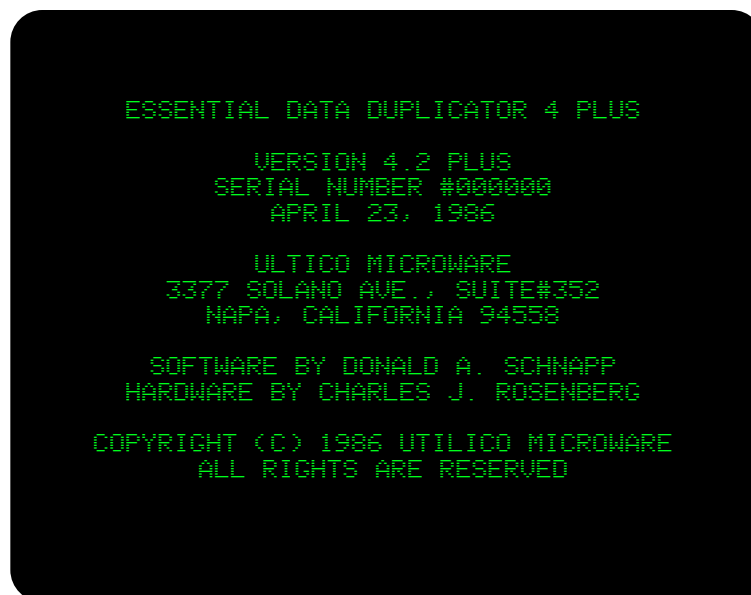 ESSENTIAL DATA DUPLICATOR 4 PLUS
VERSION 4.2 PLUS
SERIAL NUMBER #000000
APRIL 23, 1986
ULTICO MICROWARE
3377 SOLANO AVE., SUITE#352
NAPA, CALIFORNIA 94558
SOFTWARE BY DONALD A. SCHNAPP
HARDWARE BY CHARLES J. ROSENBERG
COPYRIGHT (C) 1986 UTILICO MICROWARE
ALL RIGHTS ARE RESERVED